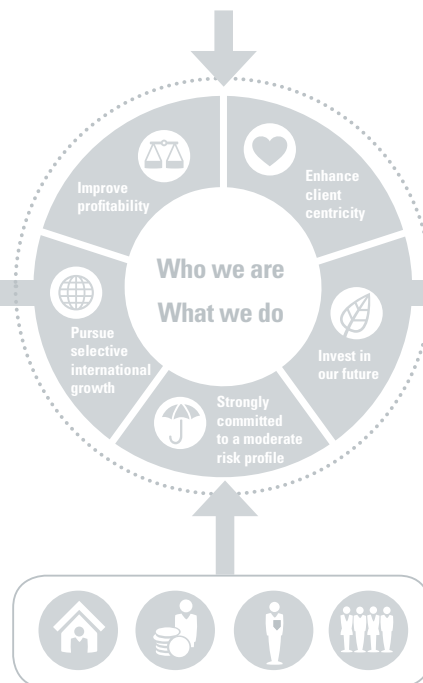 Improve
profitability
Enhance
client
centricity
Who we are
What we do
Pursue
selective
international
growth
Invest in
our future
Strongly
committed
to a moderate
risk profile